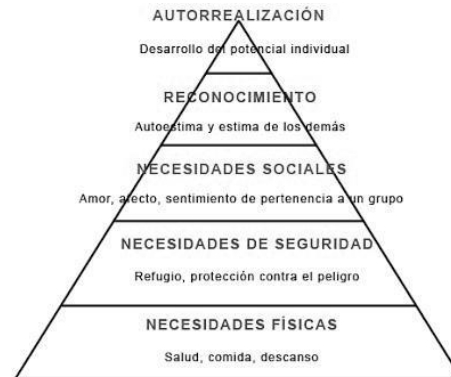 AUTORREALIZACIÓN
Desarrollo del potencial individual
RECONOCIMIENTO
Autoestima y estima de los demás
NECESIDADES SOCIALES
Amor, afecto, sentimiento de pertenencia a un grupo
NECESIDADES DE SEGURIDAD
Refugio, protección contra el peligro
NECESIDADES FÍSICAS
Salud, comida, descanso